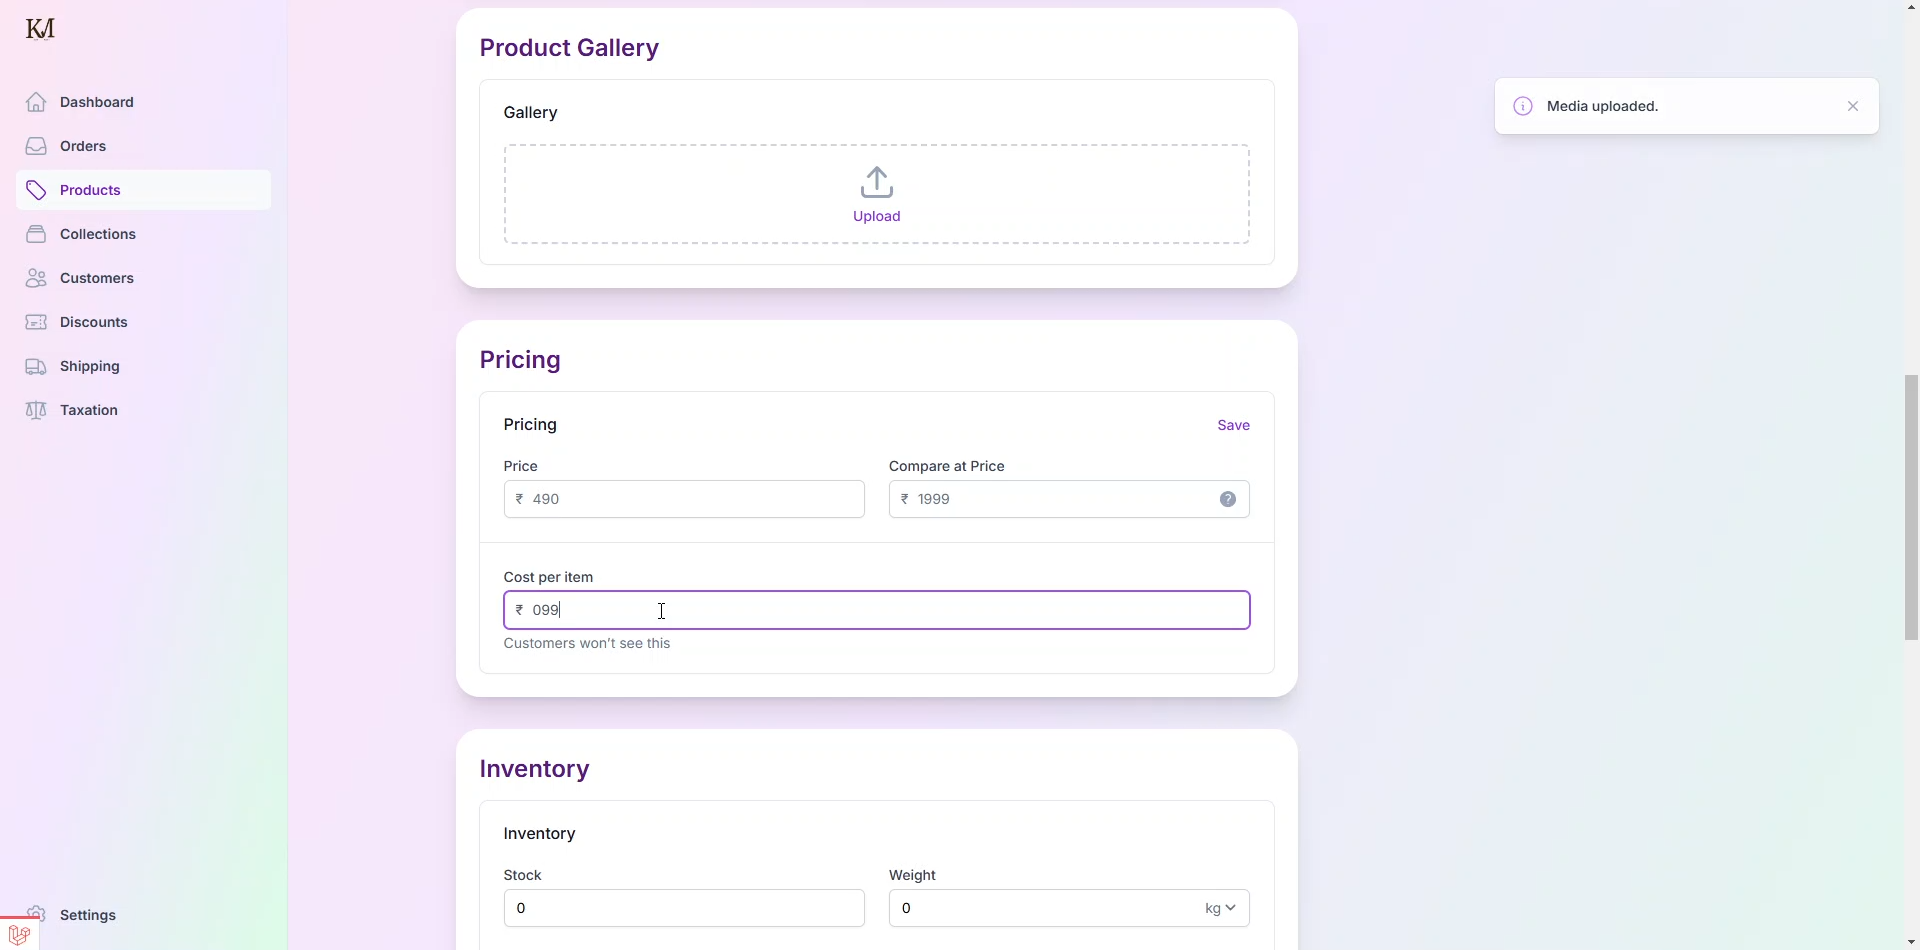 KM
Dashboard
Orders
Products
Collections
Customers
Discounts
Shipping
Taxation
Settings
Product Gallery
Gallery
Upload
Media uploaded.
Pricing
Pricing
Save
Price
Compare at Price
₹ 490
₹ 1999
?
Cost per item
₹ 099
Customers won’t see this
Inventory
Inventory
Stock
Weight
0
0
kg